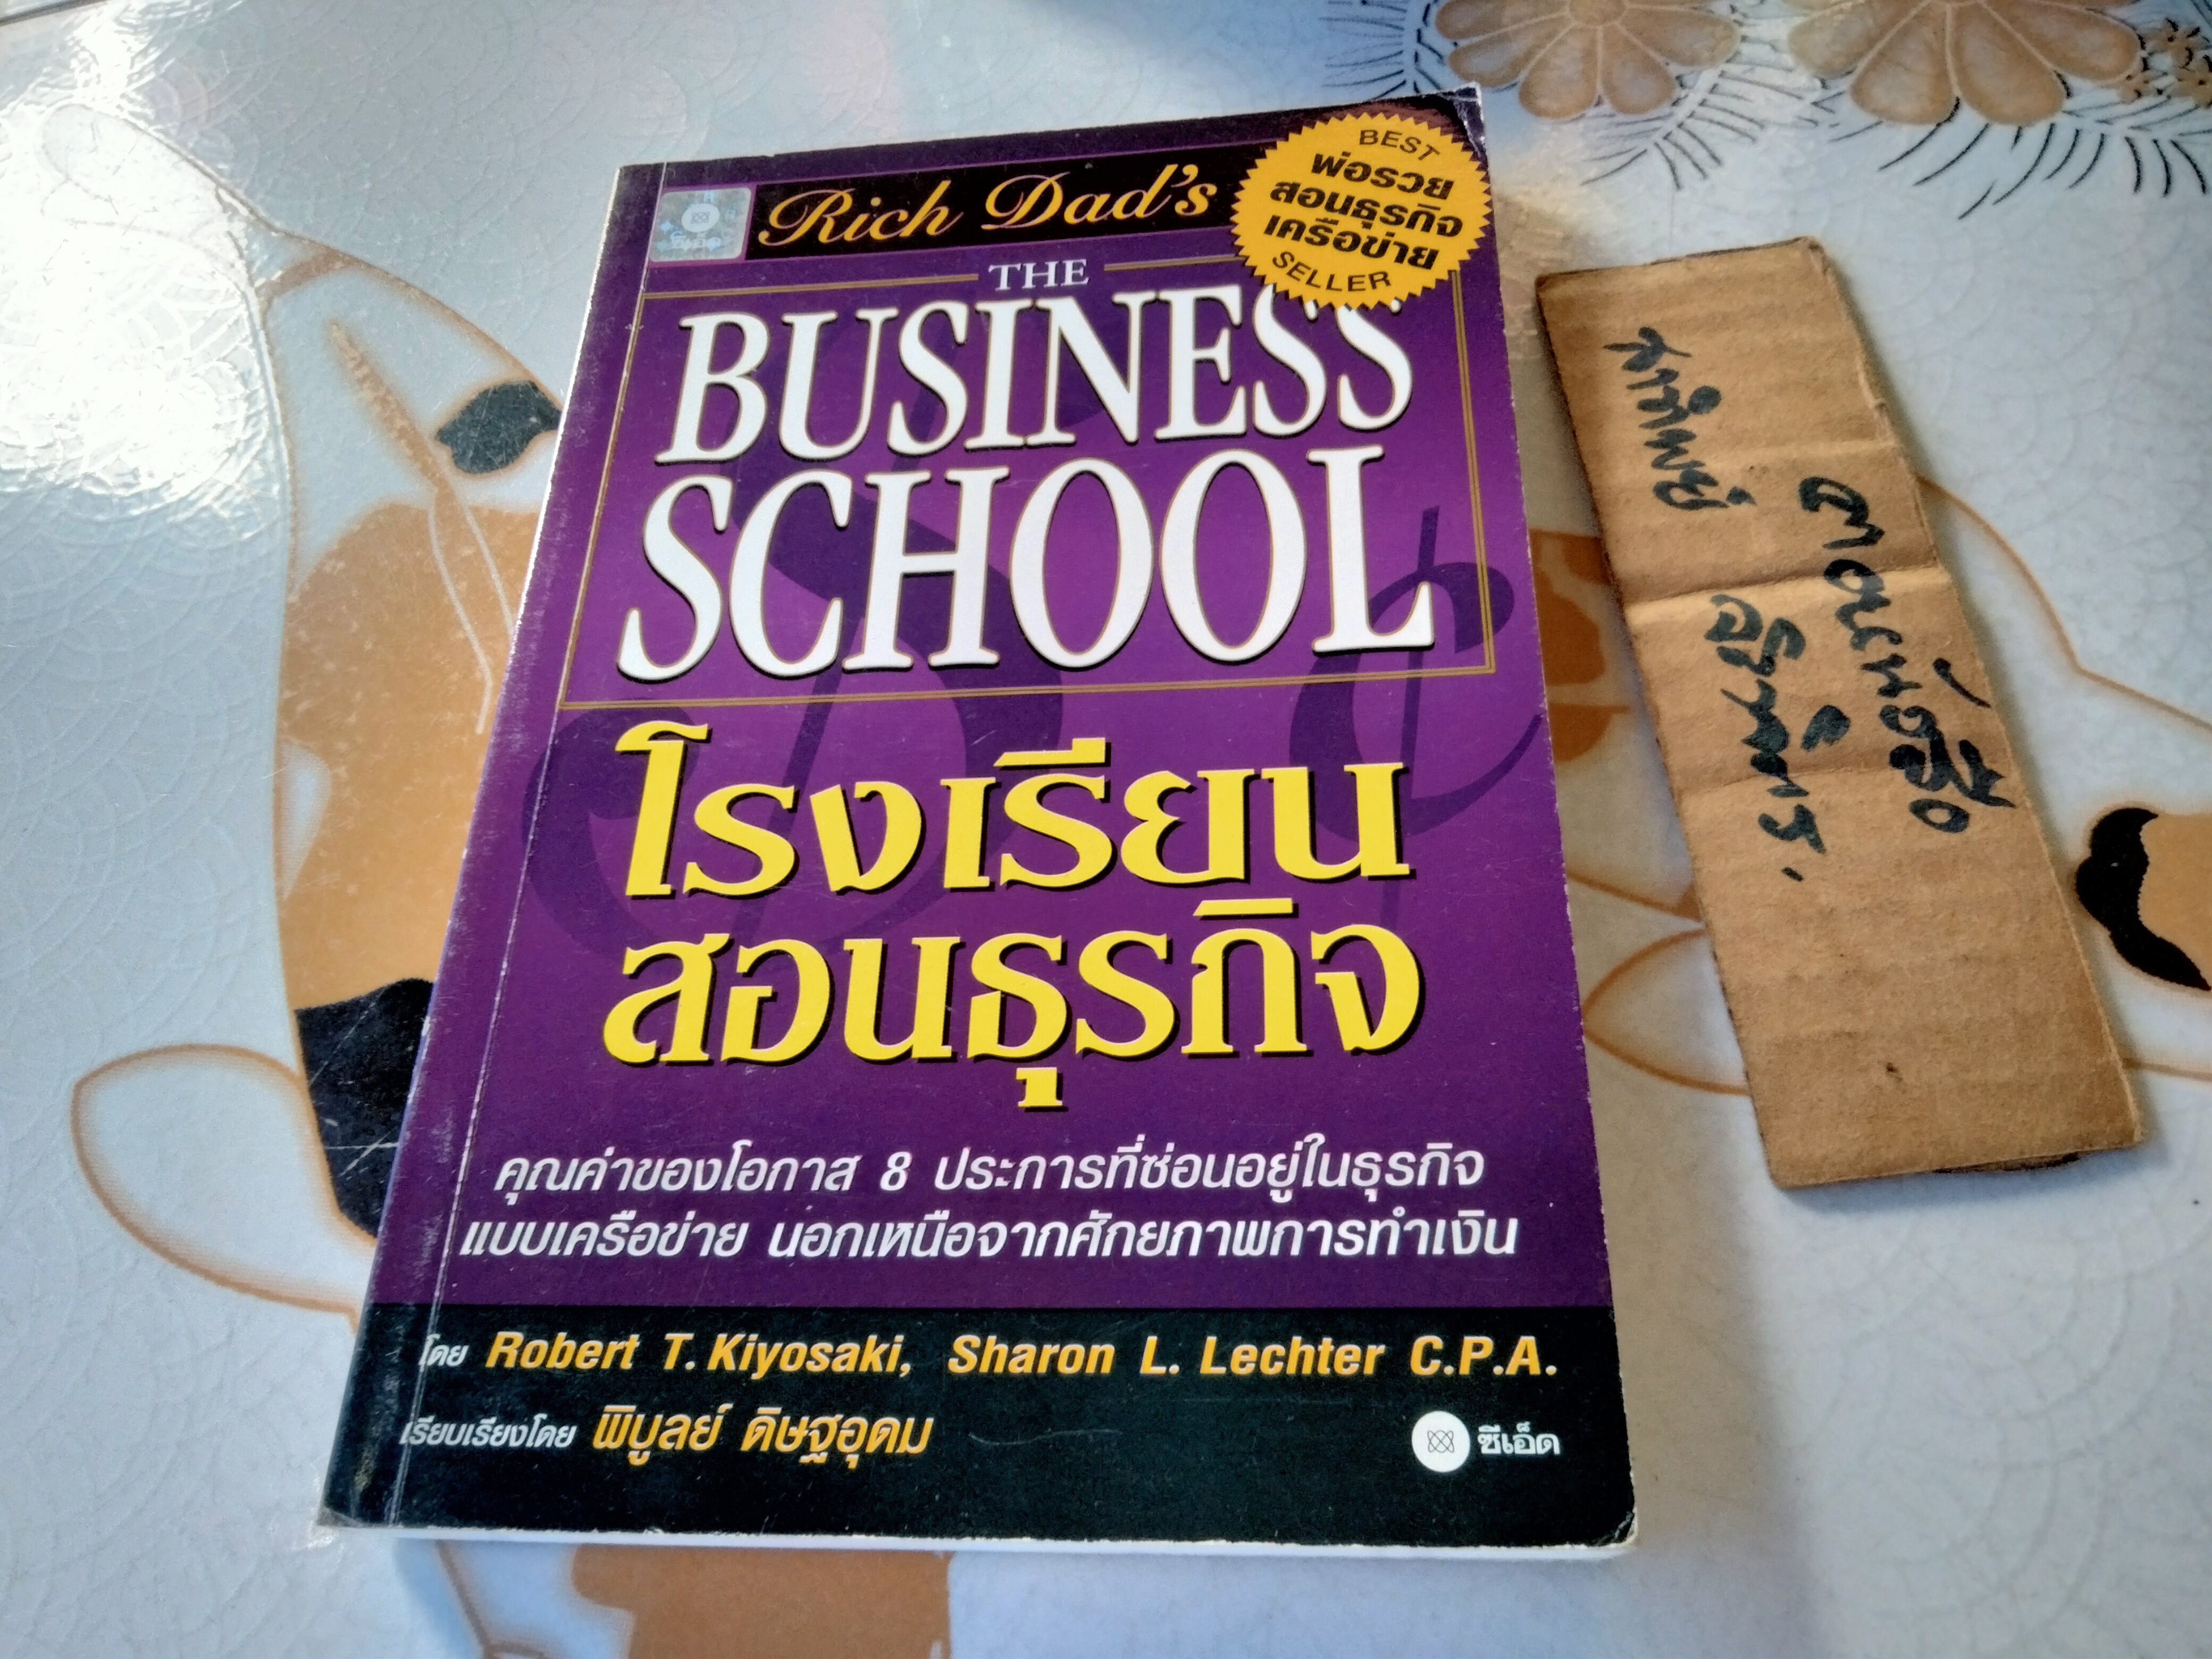 Rich Dad's
BEST
พ่อรวย
สอนธุรกิจ
เครือข่าย
SELLER
THE
BUSINESS
SCHOOL
โรงเรียน
สอนธุรกิจ
คุณค่าของโอกาส 8 ประการที่ซ่อนอยู่ในธุรกิจ
แบบเครือข่าย นอกเหนือจากศักยภาพการทำเงิน
โดย Robert T. Kiyosaki, Sharon L. Lechter C.P.A.
เรียบเรียงโดย พิบูลย์ ดิษฐอุดม
ซีเอ็ด